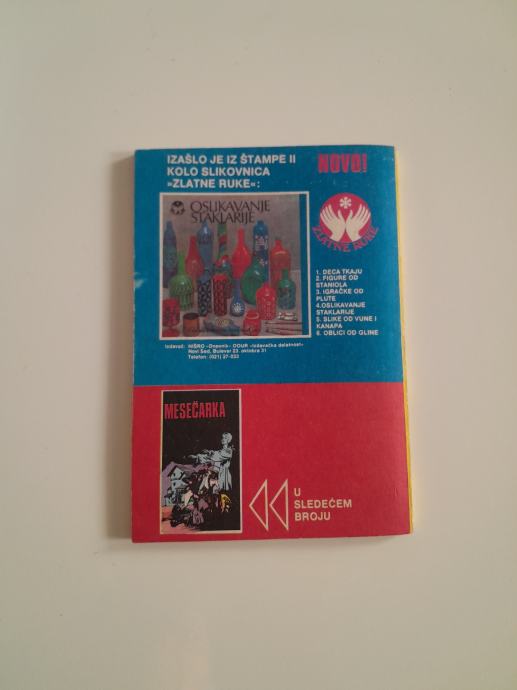 IZAŠLO JE IZ ŠTAMPE II
KOLO SLIKOVNICA
»ZLATNE RUKE«:
NOVO!
OSLIKAVANJE
STAKLARIJE
ZLATNE RUKE
1. DECA TKAJU
2. FIGURE OD
STANIOLA
3. IGRAČKE OD
PLUTE
4.OSLIKAVANJE
STAKLARIJE
5. SLIKE OD VUNE I
KANAPA
6. OBLICI OD GLINE
Izdavač: NIŠRO »Dnevnik« OOUR »Izdavačka delatnost«
Novi Sad, Bulevar 23. oktobra 31
Telefon: (021) 27-033
MESEČARKA
U
SLEDEĆEM
BROJU